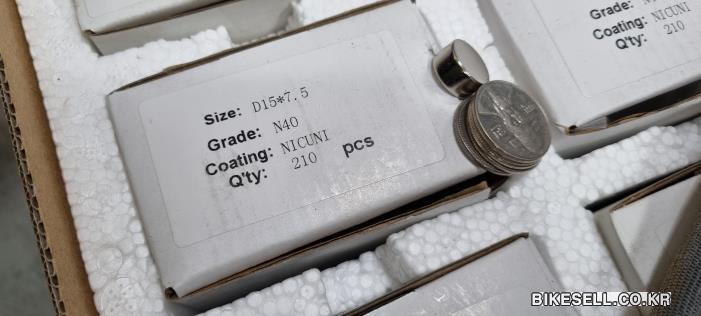 Size: D15*7.5
Grade: N40
Coating: NICUNI
Q'ty: 210 pcs
Grade:
Coating: NICUNI
Q'ty: 210
BIKESELL.CO.KR